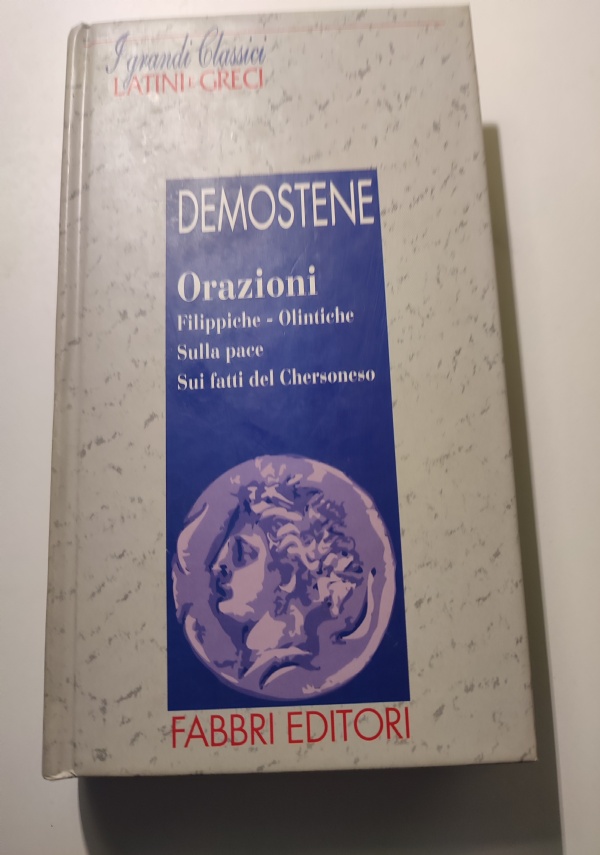 I grandi Classici
LATINI E GRECI
DEMOSTENE
Orazioni
Filippiche - Olintiche
Sulla pace
Sui fatti del Chersoneso
FABBRI EDITORI